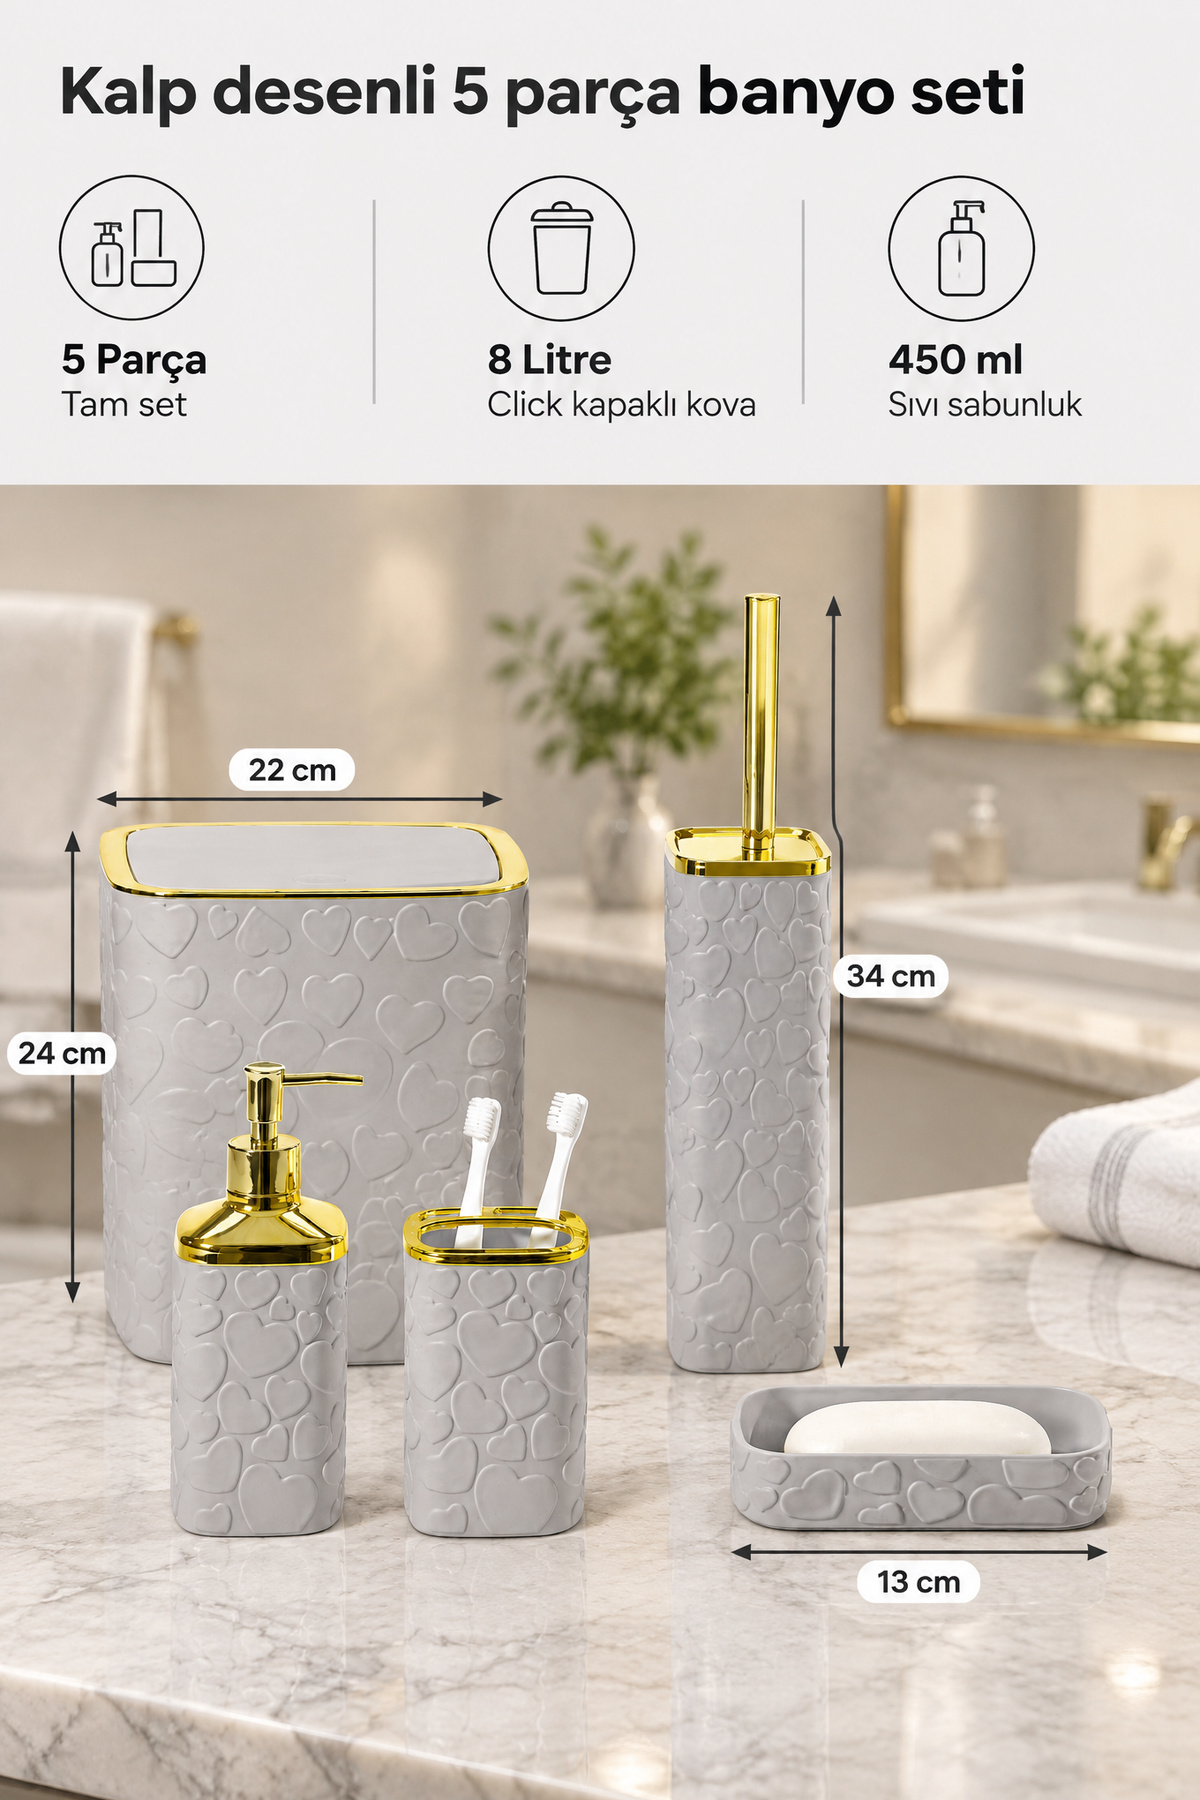 Kalp desenli 5 parça banyo seti
5 Parça
Tam set
8 Litre
Click kapaklı kova
450 ml
Sıvı sabunluk
22 cm
24 cm
34 cm
13 cm